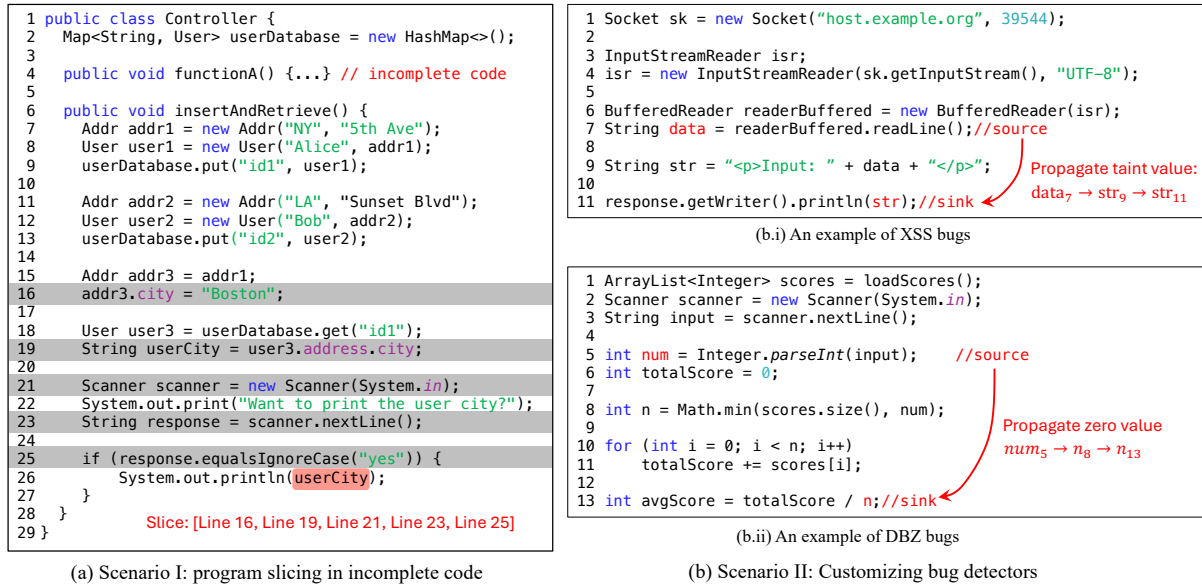 1 public class Controller {
2 Map<String, User> userDatabase = new HashMap<>();
3
4 public void functionA() {...} // incomplete code
5
6 public void insertAndRetrieve() {
7 Addr addr1 = new Addr("NY", "5th Ave");
8 User user1 = new User("Alice", addr1);
9 userDatabase.put("id1", user1);
10
11 Addr addr2 = new Addr("LA", "Sunset Blvd");
12 User user2 = new User("Bob", addr2);
13 userDatabase.put("id2", user2);
14
15 Addr addr3 = addr1;
16 addr3.city = "Boston";
17
18 User user3 = userDatabase.get("id1");
19 String userCity = user3.address.city;
20
21 Scanner scanner = new Scanner(System.in);
22 System.out.print("Want to print the user city?");
23 String response = scanner.nextLine();
24
25 if (response.equalsIgnoreCase("yes")) {
26 System.out.println(userCity);
27 }
28 }
Slice: [Line 16, Line 19, Line 21, Line 23, Line 25]
29 }
(a) Scenario I: program slicing in incomplete code
1 Socket sk = new Socket(“host.example.org”, 39544);
2
3 InputStreamReader isr;
4 isr = new InputStreamReader(sk.getInputStream(), "UTF-8");
5
6 BufferedReader readerBuffered = new BufferedReader(isr);
7 String data = readerBuffered.readLine();//source
8
9 String str = “<p>Input: ” + data + “</p>”;
10
11 response.getWriter().println(str);//sink
Propagate taint value:
data₇ → str₉ → str₁₁
(b.i) An example of XSS bugs
1 ArrayList<Integer> scores = loadScores();
2 Scanner scanner = new Scanner(System.in);
3 String input = scanner.nextLine();
4
5 int num = Integer.parseInt(input); //source
6 int totalScore = 0;
7
8 int n = Math.min(scores.size(), num);
9
10 for (int i = 0; i < n; i++)
11 totalScore += scores[i];
12
13 int avgScore = totalScore / n;//sink
Propagate zero value
num₅ → n₈ → n₁₃
(b.ii) An example of DBZ bugs
(b) Scenario II: Customizing bug detectors